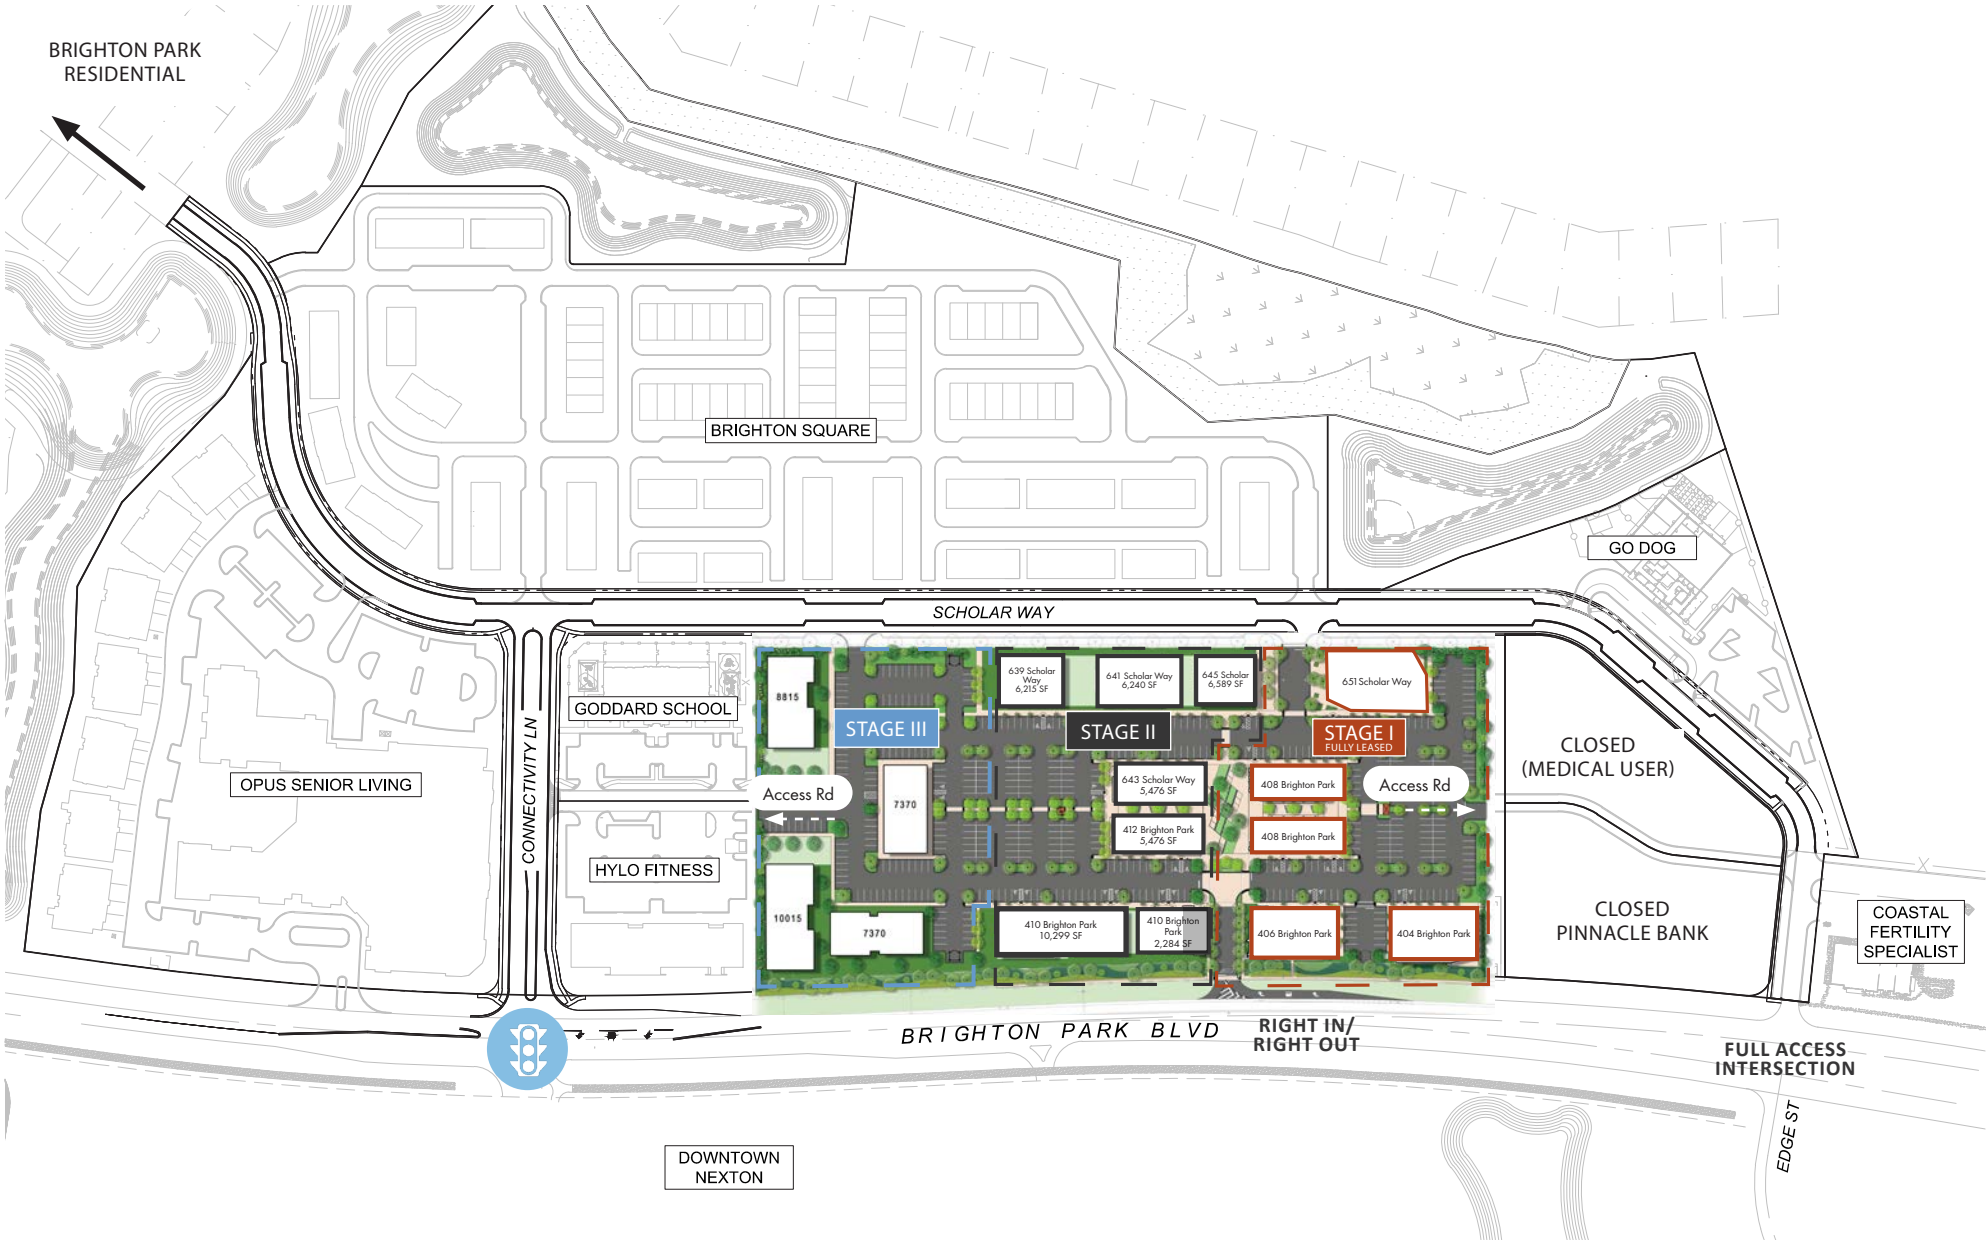 BRIGHTON PARK
RESIDENTIAL
BRIGHTON SQUARE
GO DOG
SCHOLAR WAY
639 Scholar
Way
6,215 SF
641 Scholar Way
6,240 SF
645 Scholar
6,589 SF
651 Scholar Way
8815
GODDARD SCHOOL
STAGE III
STAGE II
STAGE I
FULLY LEASED
CLOSED
(MEDICAL USER)
OPUS SENIOR LIVING
CONNECTIVITY LN
Access Rd
7370
643 Scholar Way
5,476 SF
408 Brighton Park
Access Rd
412 Brighton Park
5,476 SF
408 Brighton Park
HYLO FITNESS
10015
7370
410 Brighton Park
10,299 SF
410 Brighton
Park
2,284 SF
406 Brighton Park
404 Brighton Park
CLOSED
PINNACLE BANK
COASTAL
FERTILITY
SPECIALIST
BRIGHTON PARK BLVD
RIGHT IN/
RIGHT OUT
FULL ACCESS
INTERSECTION
EDGE ST
DOWNTOWN
NEXTON